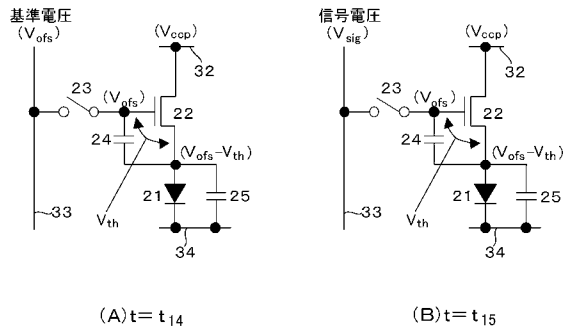 基準電圧
(Vofs)
(Vccp)
32
23
(Vofs)
22
24
(Vofs−Vth)
21
25
33
Vth
34
(A)t= t14
信号電圧
(Vsig)
(Vccp)
32
23
(Vofs)
22
24
(Vofs−Vth)
21
25
33
Vth
34
(B)t= t15